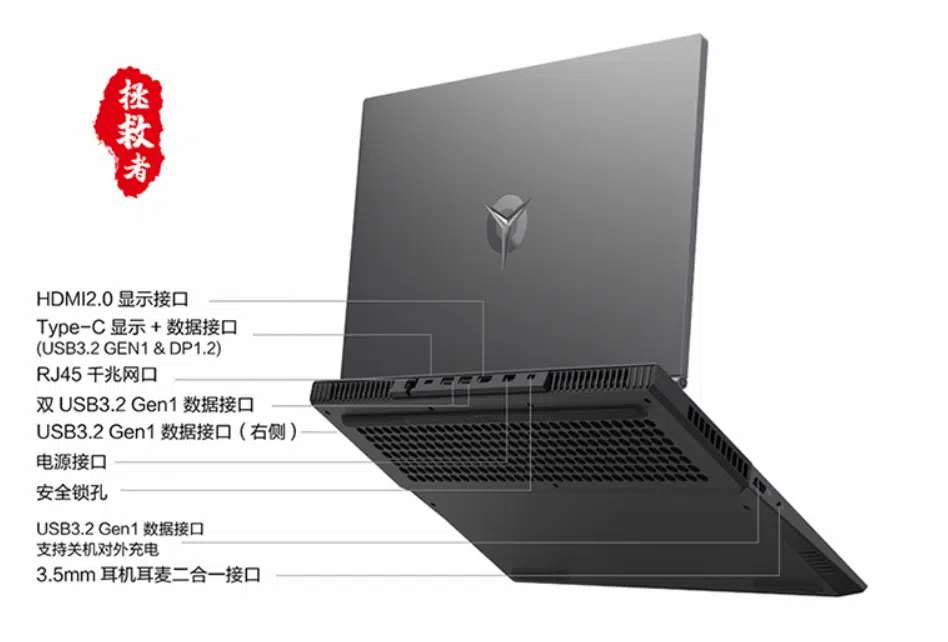 拯
救
者
HDMI2.0 显示接口
Type-C 显示 + 数据接口
(USB3.2 GEN1 & DP1.2)
RJ45 千兆网口
双 USB3.2 Gen1 数据接口
USB3.2 Gen1 数据接口 ( 右侧 )
电源接口
安全锁孔
USB3.2 Gen1 数据接口
支持关机对外充电
3.5mm 耳机耳麦二合一接口